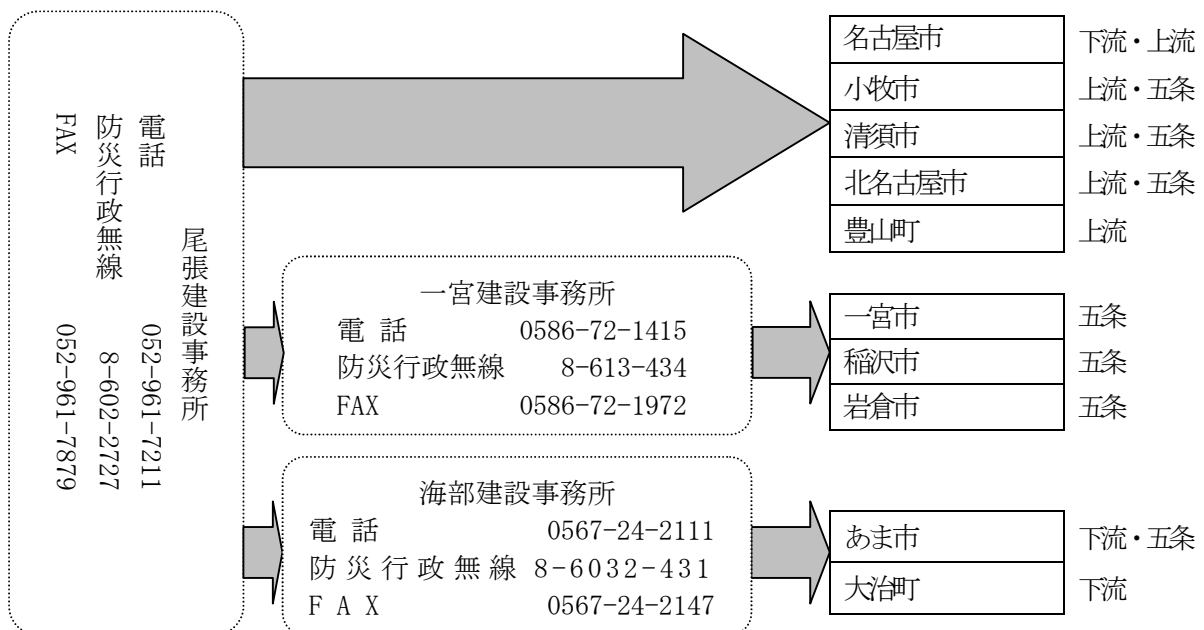 尾張建設事務所
電話 052-961-7211
防災行政無線 8-602-2727
FAX 052-961-7879
名古屋市 下流・上流
小牧市 上流・五条
清須市 上流・五条
北名古屋市 上流・五条
豊山町 上流
一宮建設事務所
電 話 0586-72-1415
防災行政無線 8-613-434
FAX 0586-72-1972
一宮市 五条
稲沢市 五条
岩倉市 五条
海部建設事務所
電 話 0567-24-2111
防災行政無線 8-6032-431
FAX 0567-24-2147
あま市 下流・五条
大治町 下流